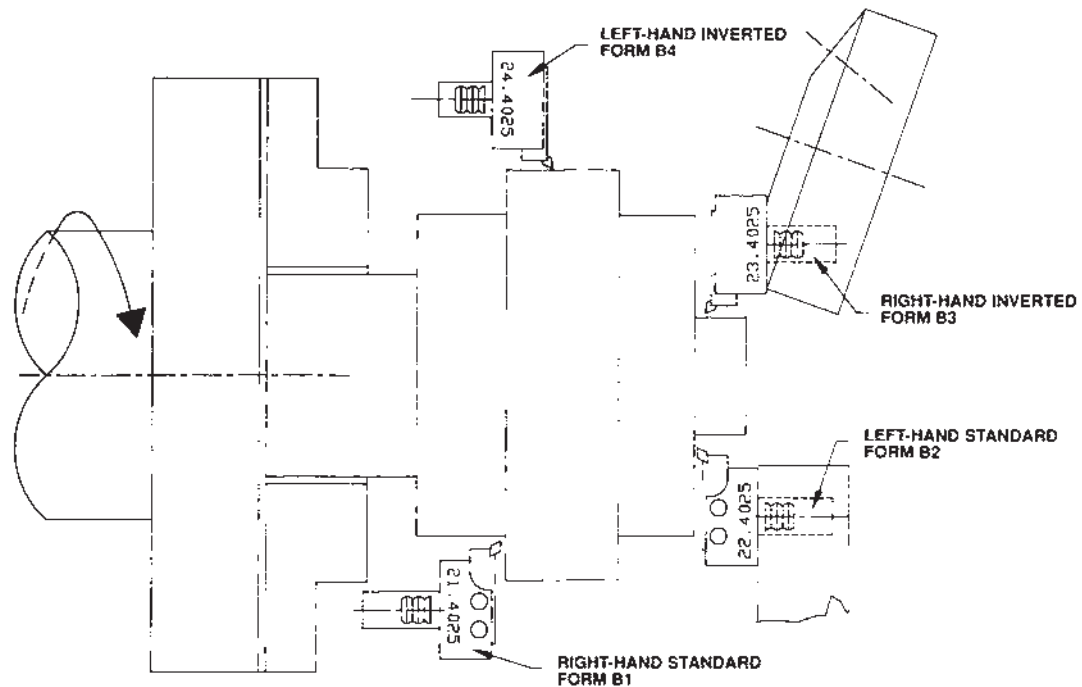 LEFT-HAND INVERTED
FORM B4
24.4025
23.4025
RIGHT-HAND INVERTED
FORM B3
LEFT-HAND STANDARD
FORM B2
22.4025
21.4025
RIGHT-HAND STANDARD
FORM B1